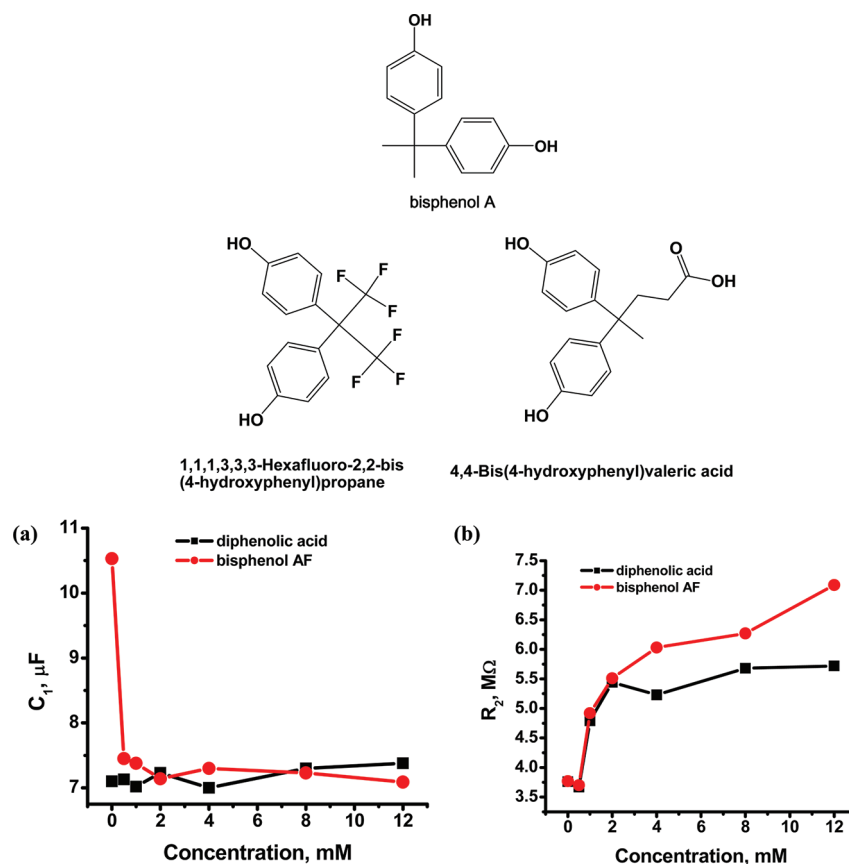 OH
OH
bisphenol A
HO
F
F
F
F
F
F
HO
HO
O
OH
HO
1,1,1,3,3,3-Hexafluoro-2,2-bis
(4-hydroxyphenyl)propane
4,4-Bis(4-hydroxyphenyl)valeric acid
(a)
diphenolic acid
bisphenol AF
11
10
9
8
7
C₁, μF
0 2 4 6 8 10 12
Concentration, mM
(b)
diphenolic acid
bisphenol AF
7.5
7.0
6.5
6.0
5.5
5.0
4.5
4.0
3.5
R₂, MΩ
0 2 4 6 8 10 12
Concentration, mM